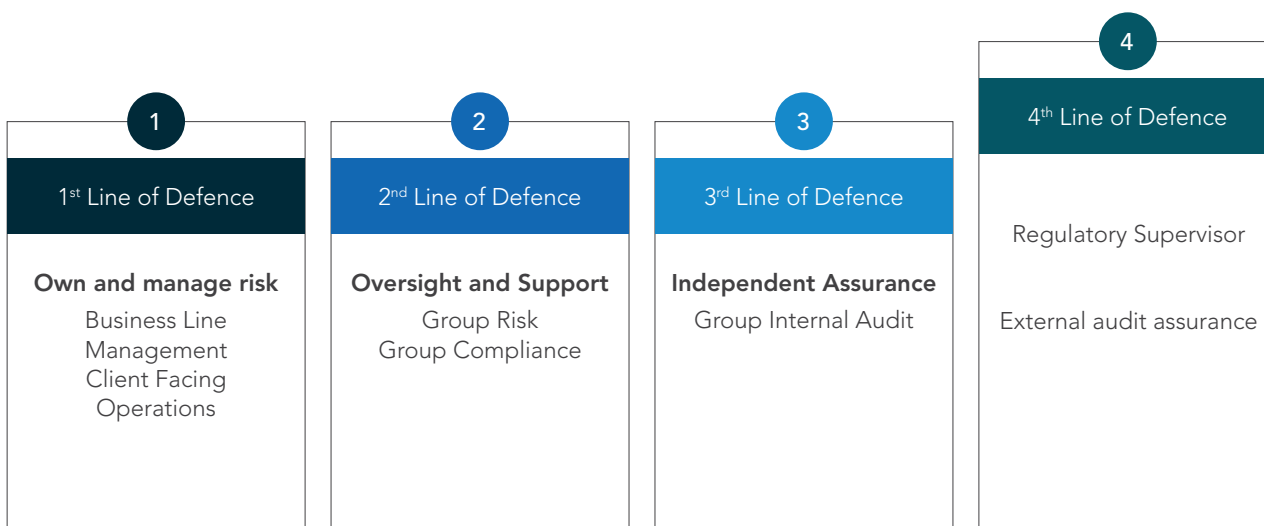 1
1st Line of Defence
Own and manage risk
Business Line
Management
Client Facing
Operations
2
2nd Line of Defence
Oversight and Support
Group Risk
Group Compliance
3
3rd Line of Defence
Independent Assurance
Group Internal Audit
4
4th Line of Defence
Regulatory Supervisor
External audit assurance